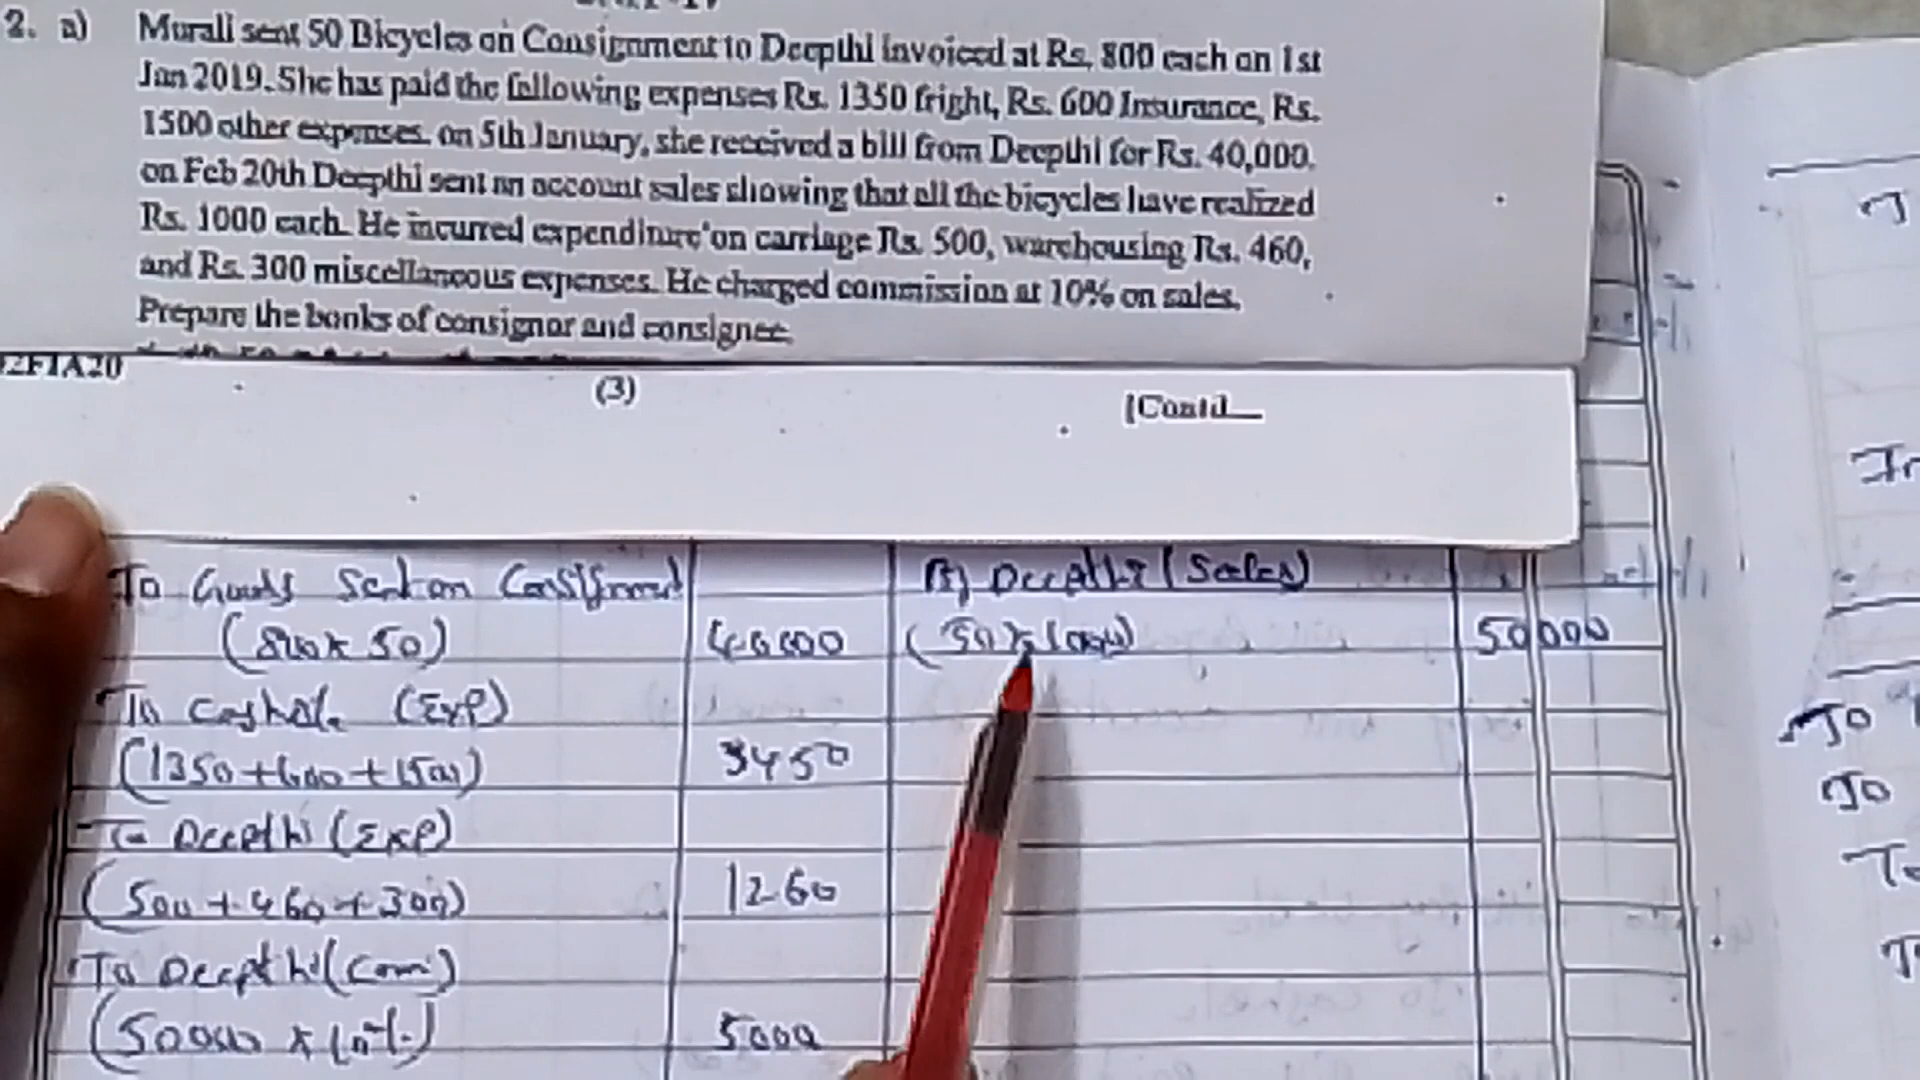 2. a) Murali sent 50 Bicycles on Consignment to Deepthi invoiced at Rs. 800 each on 1st
Jan 2019. She has paid the following expenses Rs. 1350 fright, Rs. 600 Insurance, Rs.
1500 other expenses. on 5th January, she received a bill from Deepthi for Rs. 40,000.
on Feb 20th Deepthi sent an account sales showing that all the bicycles have realized
Rs. 1000 each. He incurred expenditure on carriage Rs. 500, warehousing Rs. 460,
and Rs. 300 miscellaneous expenses. He charged commission at 10% on sales.
Prepare the books of consignor and consignee.
(3) [Contd
To Goods Sent on Consignment By Deepthi (Sales)
(800 x 50) 40000 (50 x 1000) 50000
To cash a/c (Exp)
(1350+600+1500) 3450
To Deepthi (Exp)
(500+460+300) 1260
To Deepthi (Com)
(50000 x 10%) 5000
To
To
To